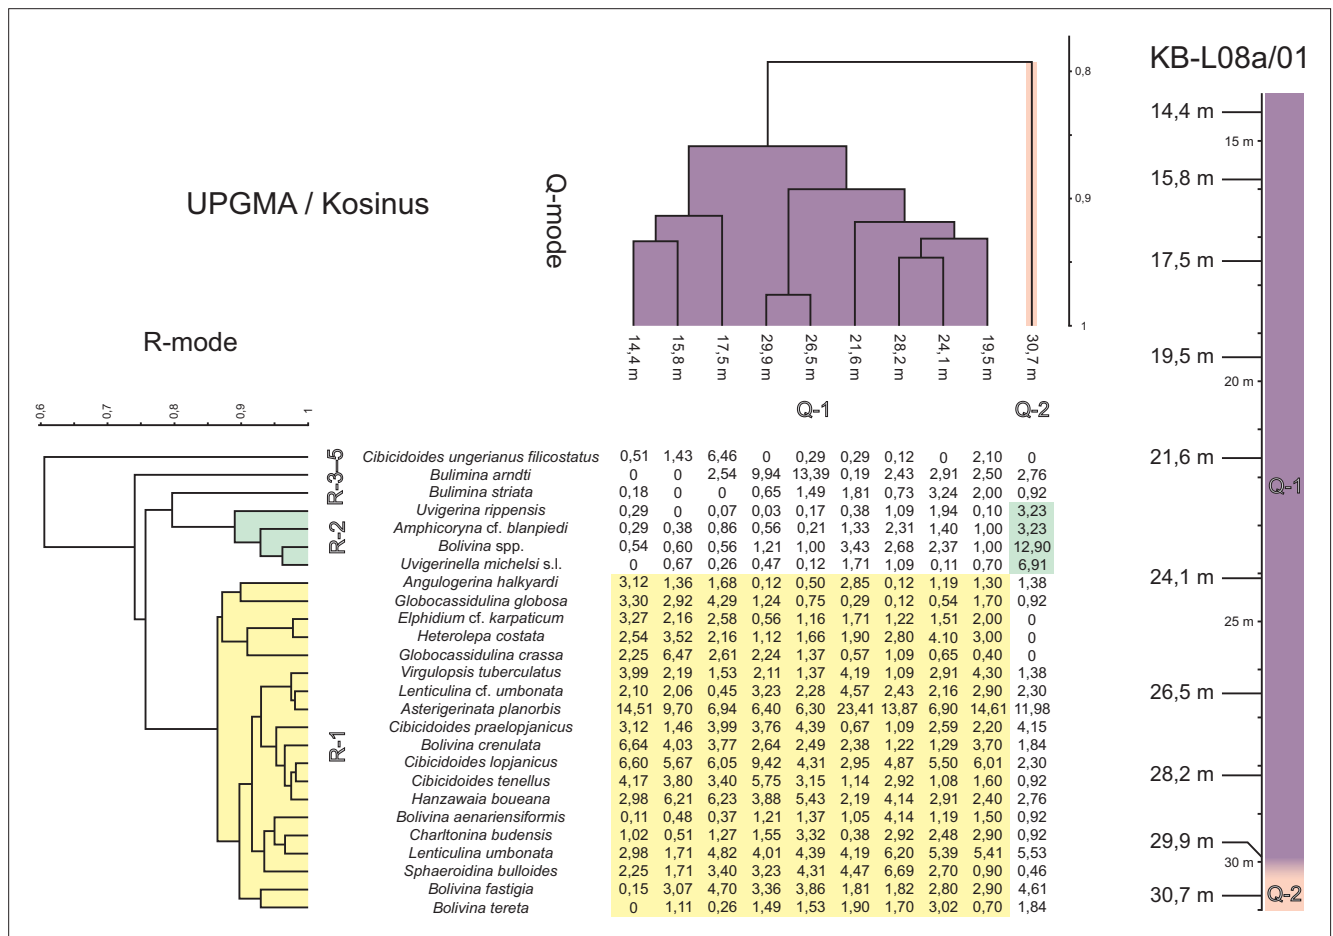 KB-L08a/01
UPGMA / Kosinus
Q-mode
0,8
0,9
1
14,4 m
15,8 m
17,5 m
29,9 m
26,5 m
21,6 m
28,2 m
24,1 m
19,5 m
30,7 m
Q-1
Q-2
R-mode
0,6
0,7
0,8
0,9
1
R-3–5
R-2
R-1
Cibicidoides ungerianus filicostatus 0,51 1,43 6,46 0 0,29 0,29 0,12 0 2,10 0
Bulimina arndti 0 0 2,54 9,94 13,39 0,19 2,43 2,91 2,50 2,76
Bulimina striata 0,18 0 0 0,65 1,49 1,81 0,73 3,24 2,00 0,92
Uvigerina rippensis 0,29 0 0,07 0,03 0,17 0,38 1,09 1,94 0,10 3,23
Amphicoryna cf. blanpiedi 0,29 0,38 0,86 0,56 0,21 1,33 2,31 1,40 1,00 3,23
Bolivina spp. 0,54 0,60 0,56 1,21 1,00 3,43 2,68 2,37 1,00 12,90
Uvigerinella michelsi s.l. 0 0,67 0,26 0,47 0,12 1,71 1,09 0,11 0,70 6,91
Angulogerina halkyardi 3,12 1,36 1,68 0,12 0,50 2,85 0,12 1,19 1,30 1,38
Globocassidulina globosa 3,30 2,92 4,29 1,24 0,75 0,29 0,12 0,54 1,70 0,92
Elphidium cf. karpaticum 3,27 2,16 2,58 0,56 1,16 1,71 1,22 1,51 2,00 0
Heterolepa costata 2,54 3,52 2,16 1,12 1,66 1,90 2,80 4.10 3,00 0
Globocassidulina crassa 2,25 6,47 2,61 2,24 1,37 0,57 1,09 0,65 0,40 0
Virgulopsis tuberculatus 3,99 2,19 1,53 2,11 1,37 4,19 1,09 2,91 4,30 1,38
Lenticulina cf. umbonata 2,10 2,06 0,45 3,23 2,28 4,57 2,43 2,16 2,90 2,30
Asterigerinata planorbis 14,51 9,70 6,94 6,40 6,30 23,41 13,87 6,90 14,61 11,98
Cibicidoides praelopjanicus 3,12 1,46 3,99 3,76 4,39 0,67 1,09 2,59 2,20 4,15
Bolivina crenulata 6,64 4,03 3,77 2,64 2,49 2,38 1,22 1,29 3,70 1,84
Cibicidoides lopjanicus 6,60 5,67 6,05 9,42 4,31 2,95 4,87 5,50 6,01 2,30
Cibicidoides tenellus 4,17 3,80 3,40 5,75 3,15 1,14 2,92 1,08 1,60 0,92
Hanzawaia boueana 2,98 6,21 6,23 3,88 5,43 2,19 4,14 2,91 2,40 2,76
Bolivina aenariensiformis 0,11 0,48 0,37 1,21 1,37 1,05 4,14 1,19 1,50 0,92
Charltonina budensis 1,02 0,51 1,27 1,55 3,32 0,38 2,92 2,48 2,90 0,92
Lenticulina umbonata 2,98 1,71 4,82 4,01 4,39 4,19 6,20 5,39 5,41 5,53
Sphaeroidina bulloides 2,25 1,71 3,40 3,23 4,31 4,47 6,69 2,70 0,90 0,46
Bolivina fastigia 0,15 3,07 4,70 3,36 3,86 1,81 1,82 2,80 2,90 4,61
Bolivina tereta 0 1,11 0,26 1,49 1,53 1,90 1,70 3,02 0,70 1,84
14,4 m
15 m
15,8 m
17,5 m
19,5 m
20 m
21,6 m
Q-1
24,1 m
25 m
26,5 m
28,2 m
29,9 m
30 m
30,7 m
Q-2